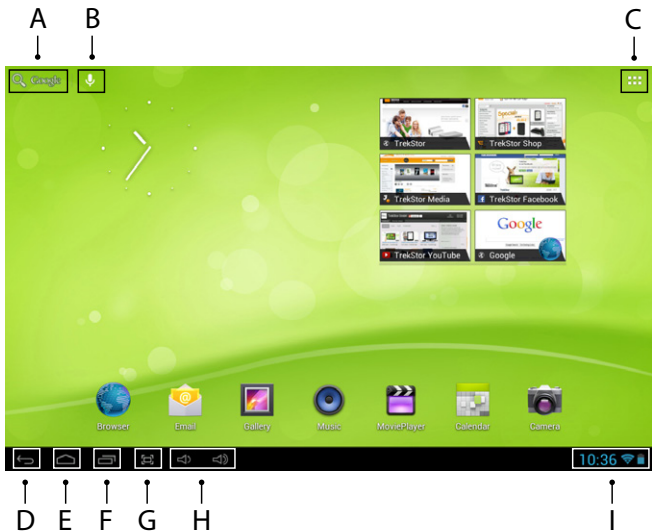 A B C
Google
TrekStor TrekStor Shop
TrekStor Media TrekStor Facebook
Google
TrekStor YouTube Google
Browser Email Gallery Music MoviePlayer Calendar Camera
10:36
D E F G H I